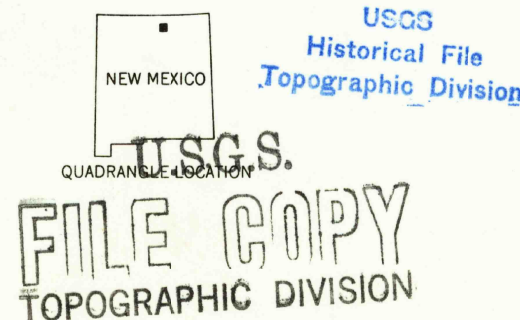 USGS
Historical File
Topographic Division
NEW MEXICO
QUADRANGLE LOCATION
U.S.G.S.
FILE COPY
TOPOGRAPHIC DIVISION